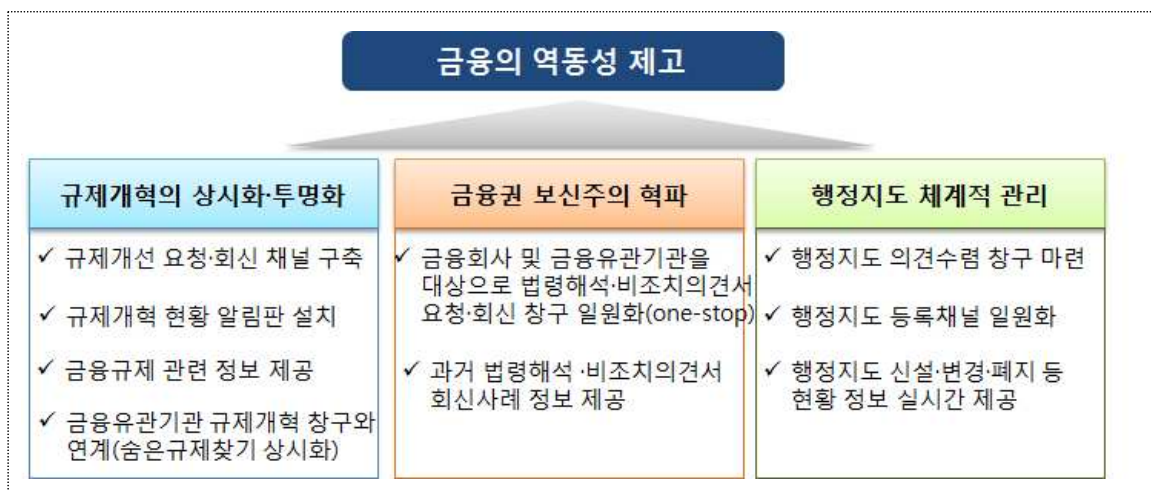 금융의 역동성 제고
규제개혁의 상시화·투명화
✓ 규제개선 요청·회신 채널 구축
✓ 규제개혁 현황 알림판 설치
✓ 금융규제 관련 정보 제공
✓ 금융유관기관 규제개혁 창구와
연계(숨은규제찾기 상시화)
금융권 보신주의 혁파
✓ 금융회사 및 금융유관기관을
대상으로 법령해석·비조치의견서
요청·회신 창구 일원화(one-stop)
✓ 과거 법령해석 ·비조치의견서
회신사례 정보 제공
행정지도 체계적 관리
✓ 행정지도 의견수렴 창구 마련
✓ 행정지도 등록채널 일원화
✓ 행정지도 신설·변경·폐지 등
현황 정보 실시간 제공